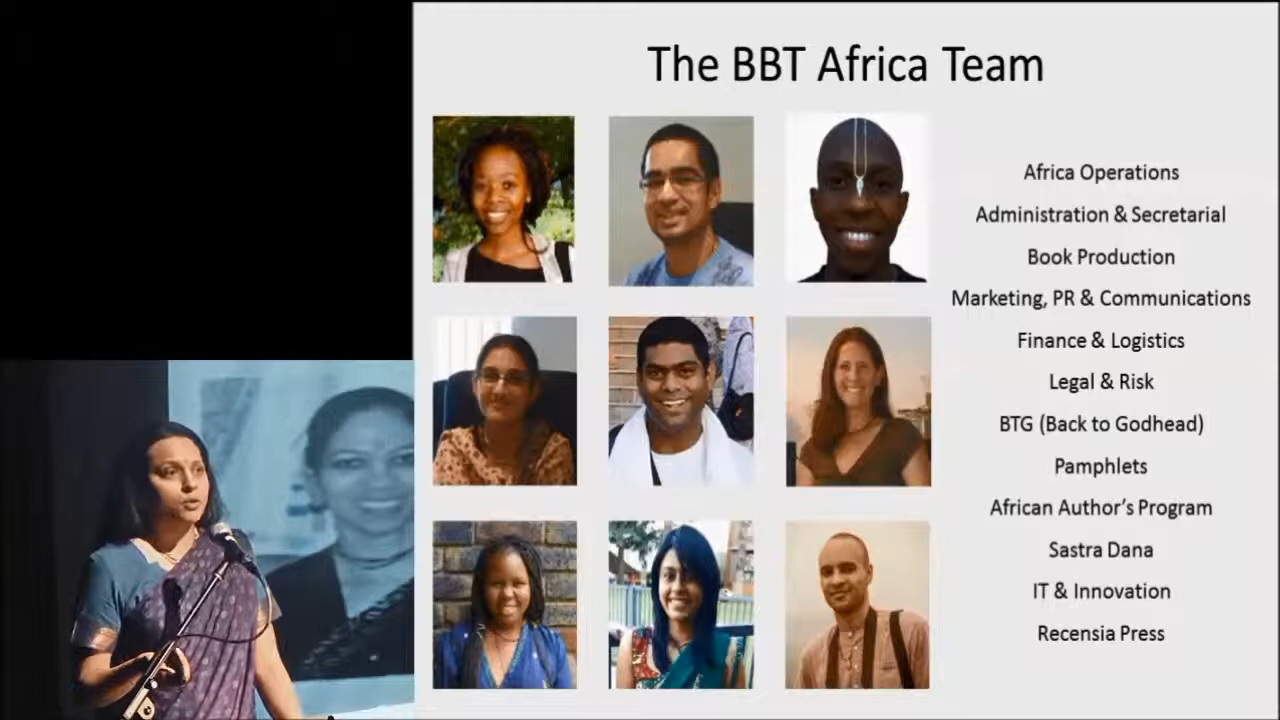 The BBT Africa Team
Africa Operations
Administration & Secretarial
Book Production
Marketing, PR & Communications
Finance & Logistics
Legal & Risk
BTG (Back to Godhead)
Pamphlets
African Author's Program
Sastra Dana
IT & Innovation
Recensia Press